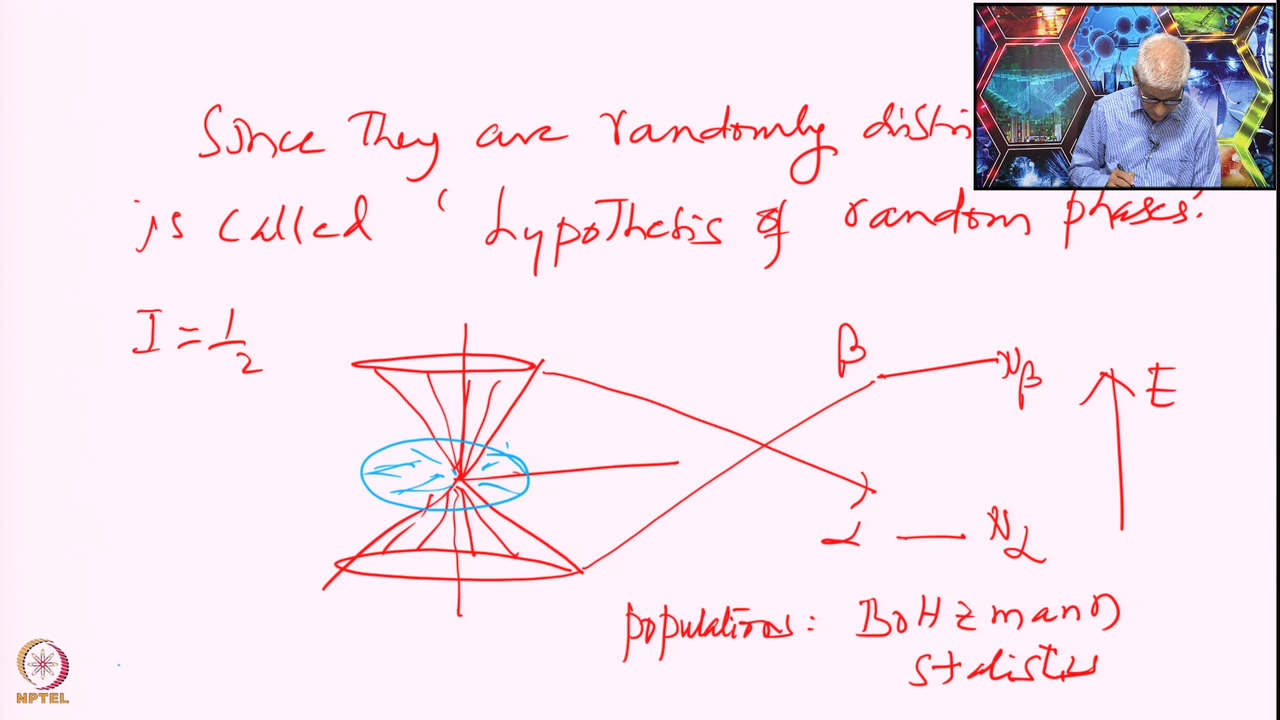 Since They are randomly distri
is called ' hypothesis of random phases'.
I = 1/2
β
Nβ
E
α
Nα
populations : Boltzmann
statistics
NPTEL